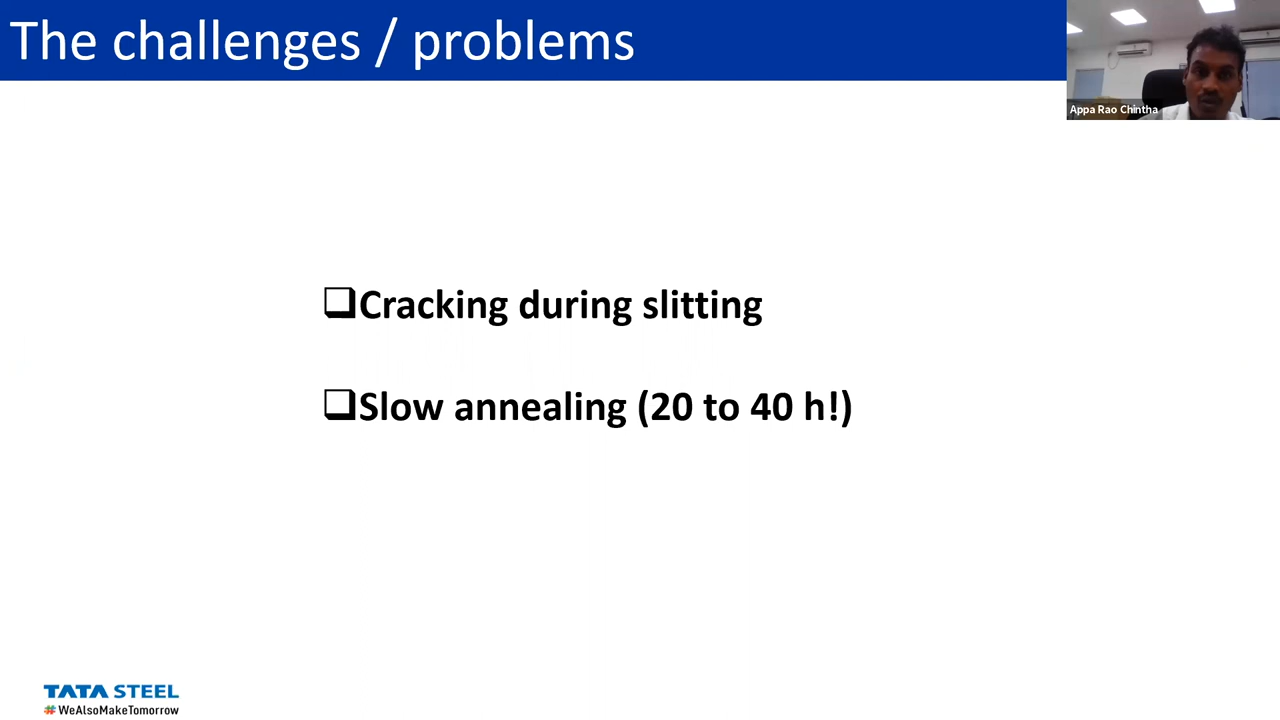 The challenges / problems
Appa Rao Chintha
Cracking during slitting
Slow annealing (20 to 40 h!)
TATA STEEL
#WeAlsoMakeTomorrow